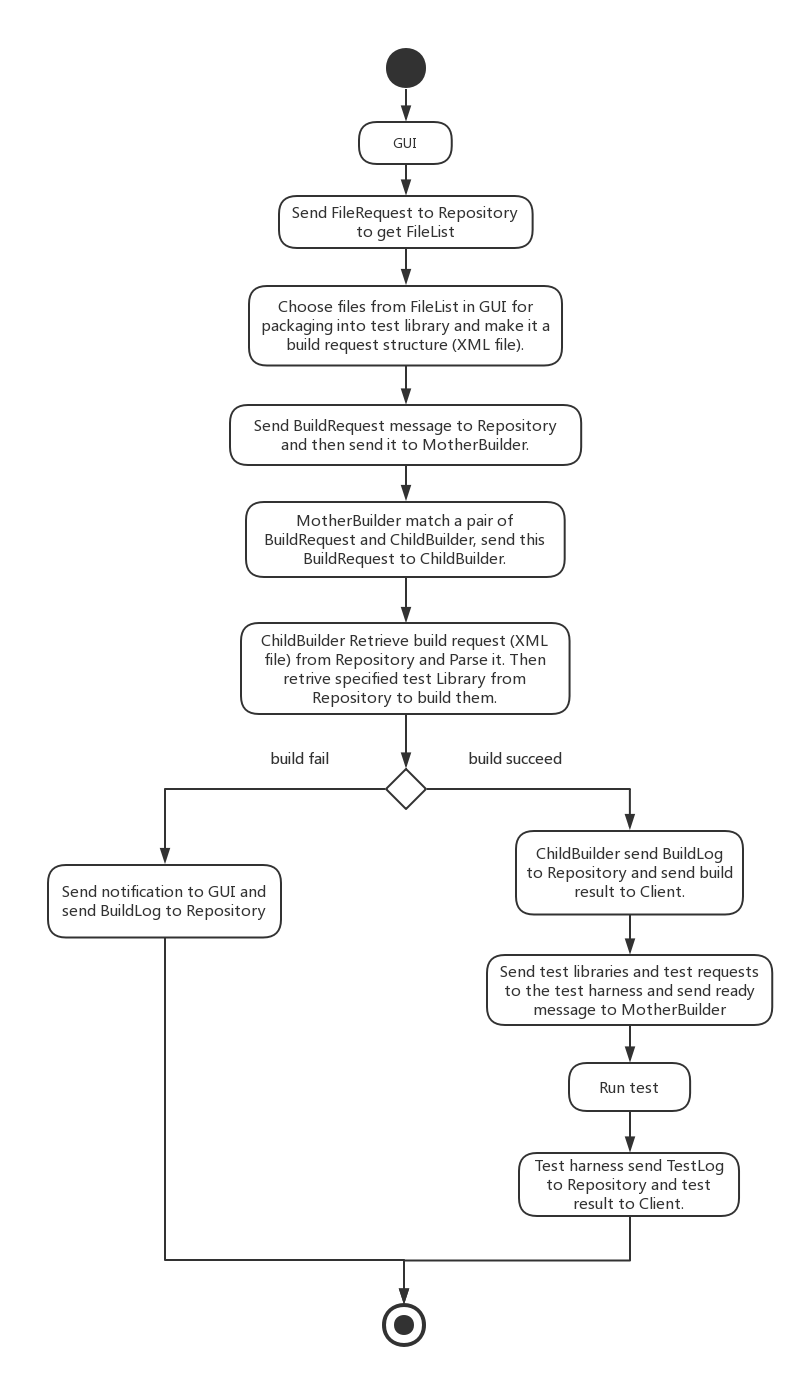 GUI
Send FileRequest to Repository
to get FileList
Choose files from FileList in GUI for
packaging into test library and make it a
build request structure (XML file).
Send BuildRequest message to Repository
and then send it to MotherBuilder.
MotherBuilder match a pair of
BuildRequest and ChildBuilder, send this
BuildRequest to ChildBuilder.
ChildBuilder Retrieve build request (XML
file) from Repository and Parse it. Then
retrive specified test Library from
Repository to build them.
build fail
build succeed
Send notification to GUI and
send BuildLog to Repository
ChildBuilder send BuildLog
to Repository and send build
result to Client.
Send test libraries and test requests
to the test harness and send ready
message to MotherBuilder
Run test
Test harness send TestLog
to Repository and test
result to Client.